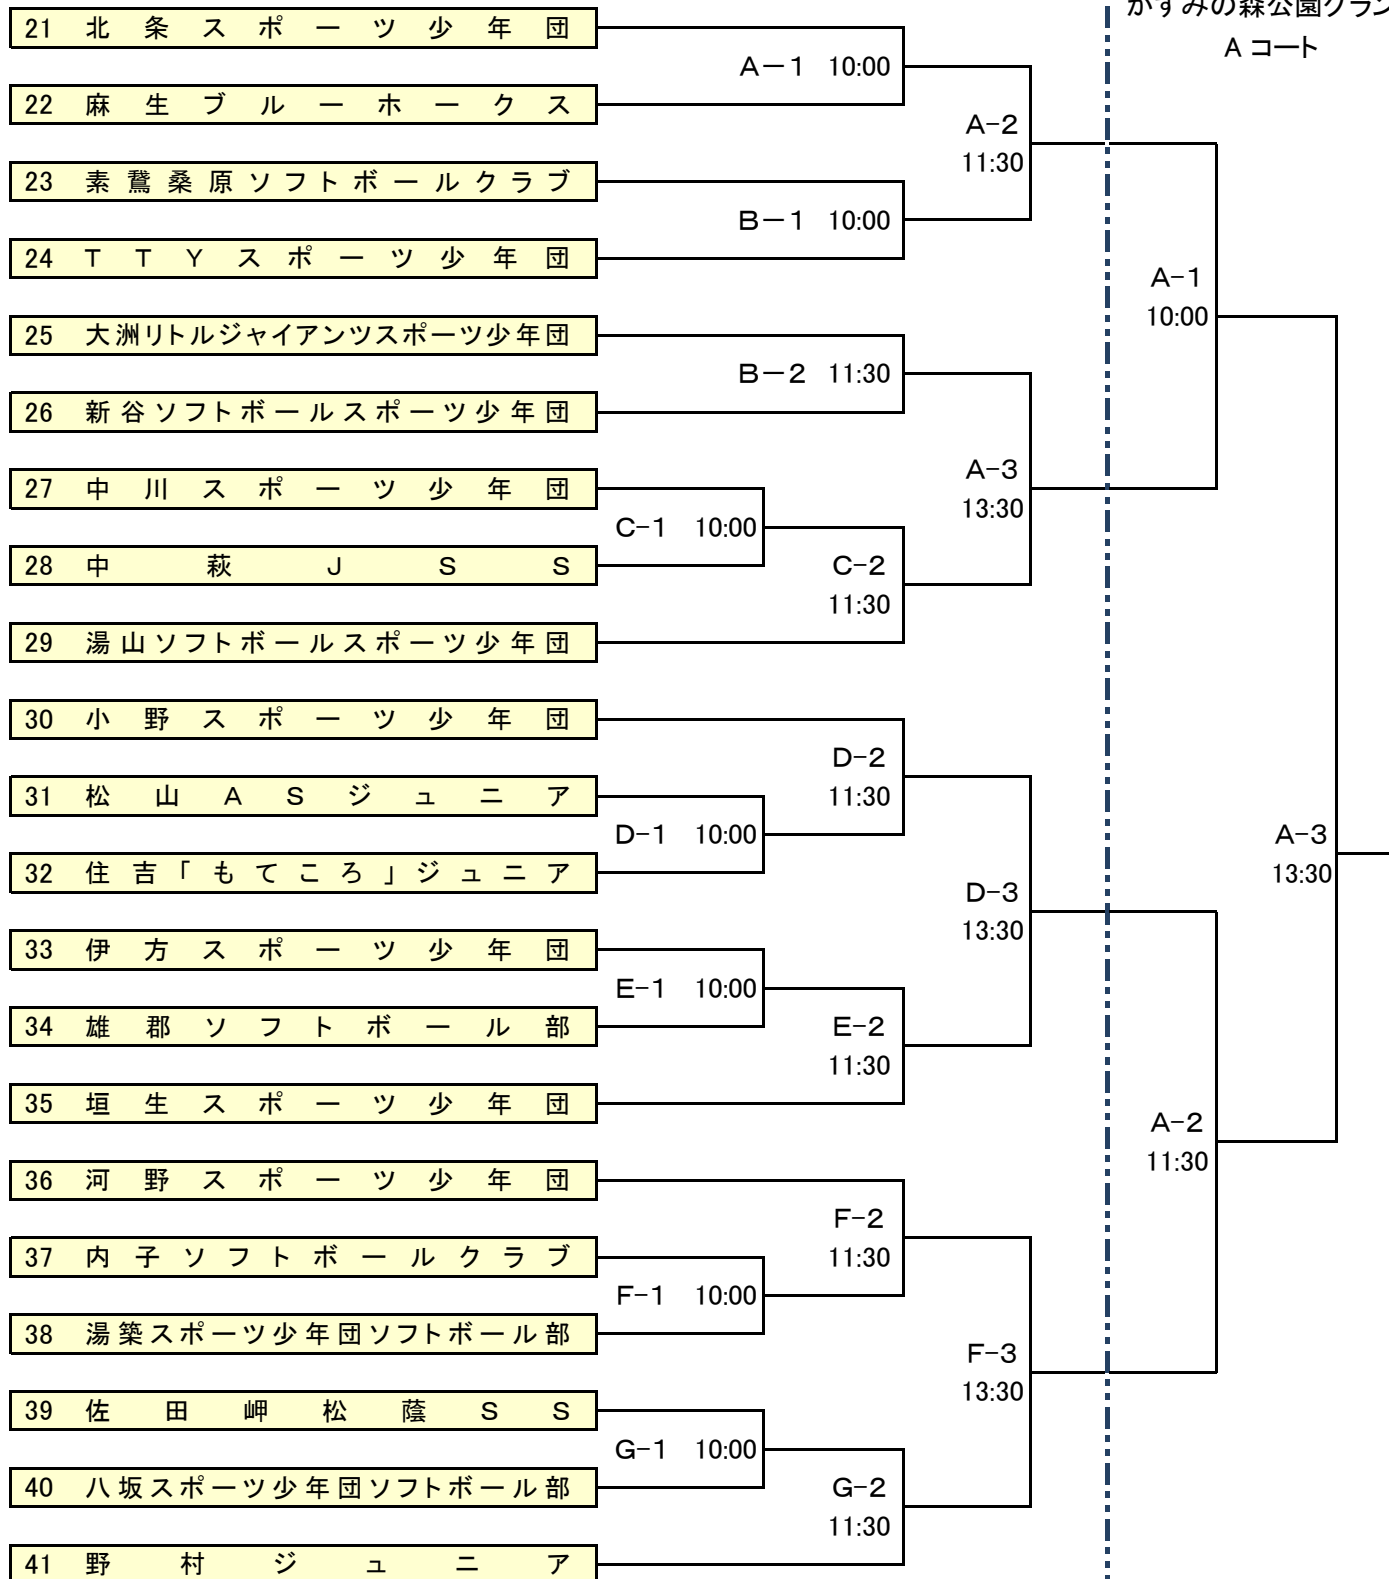 かすみの森公園グラン
A コート
21 北条スポーツ少年団
A－1 10:00
22 麻生ブルーホークス
A-2
11:30
23 素鵞桑原ソフトボールクラブ
B－1 10:00
24 TTYスポーツ少年団
A-1
10:00
25 大洲リトルジャイアンツスポーツ少年団
B－2 11:30
26 新谷ソフトボールスポーツ少年団
27 中川スポーツ少年団
A-3
13:30
C-1 10:00
28 中萩JSS
C-2
11:30
29 湯山ソフトボールスポーツ少年団
30 小野スポーツ少年団
D-2
11:30
31 松山ASジュニア
D-1 10:00
32 住吉「もてころ」ジュニア
A-3
13:30
D-3
13:30
33 伊方スポーツ少年団
E-1 10:00
34 雄郡ソフトボール部
E-2
11:30
35 垣生スポーツ少年団
A-2
11:30
36 河野スポーツ少年団
F-2
11:30
37 内子ソフトボールクラブ
F-1 10:00
38 湯築スポーツ少年団ソフトボール部
F-3
13:30
39 佐田岬松蔭SS
G-1 10:00
40 八坂スポーツ少年団ソフトボール部
G-2
11:30
41 野村ジュニア